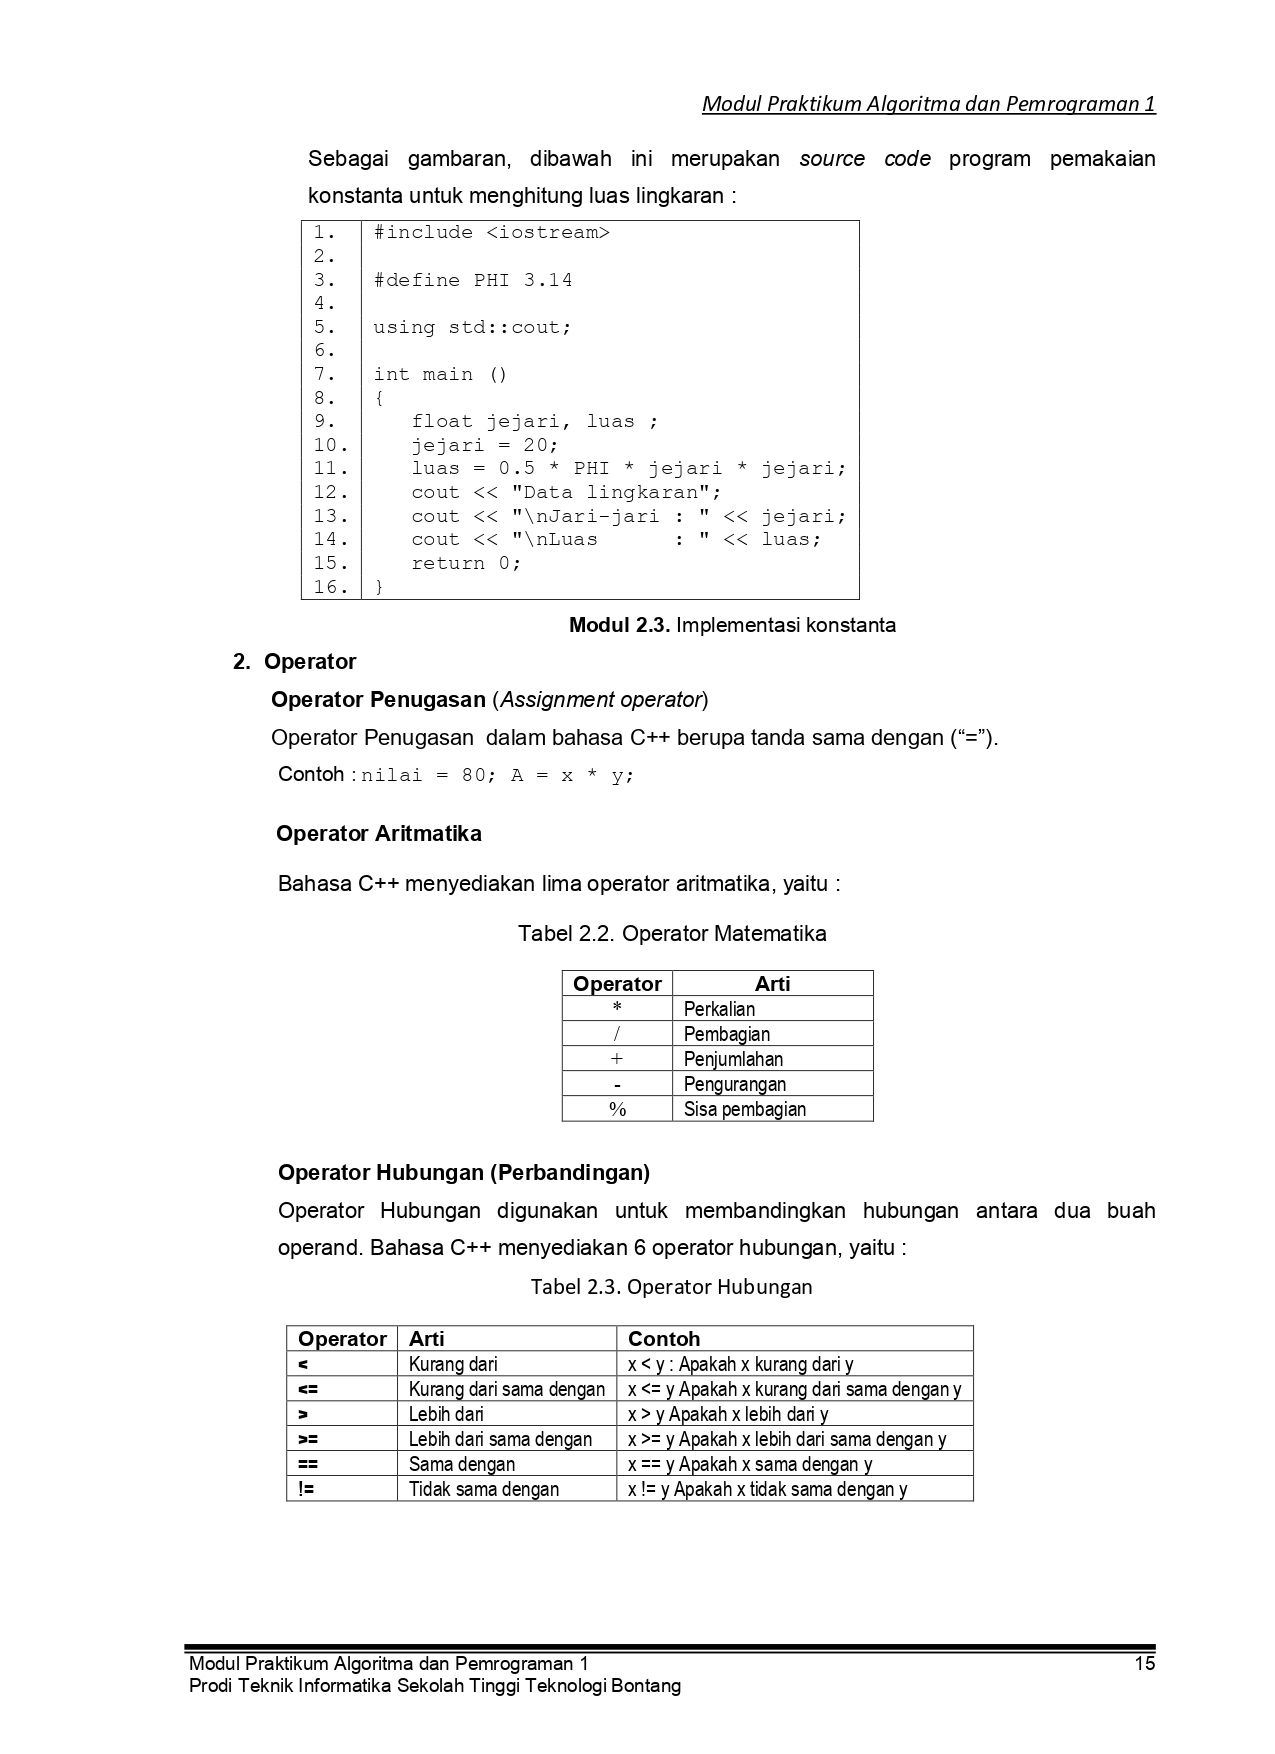 Modul Praktikum Algoritma dan Pemrograman 1
Sebagai gambaran, dibawah ini merupakan source code program pemakaian
konstanta untuk menghitung luas lingkaran :
1. #include <iostream>
2.
3. #define PHI 3.14
4.
5. using std::cout;
6.
7. int main ()
8. {
9.    float jejari, luas ;
10.    jejari = 20;
11.    luas = 0.5 * PHI * jejari * jejari;
12.    cout << "Data lingkaran";
13.    cout << "\nJari-jari : " << jejari;
14.    cout << "\nLuas      : " << luas;
15.    return 0;
16. }
Modul 2.3. Implementasi konstanta
2. Operator
Operator Penugasan (Assignment operator)
Operator Penugasan dalam bahasa C++ berupa tanda sama dengan (“=”).
Contoh : nilai = 80; A = x * y;
Operator Aritmatika
Bahasa C++ menyediakan lima operator aritmatika, yaitu :
Tabel 2.2. Operator Matematika
Operator Arti
* Perkalian
/ Pembagian
+ Penjumlahan
- Pengurangan
% Sisa pembagian
Operator Hubungan (Perbandingan)
Operator Hubungan digunakan untuk membandingkan hubungan antara dua buah
operand. Bahasa C++ menyediakan 6 operator hubungan, yaitu :
Tabel 2.3. Operator Hubungan
Operator Arti Contoh
< Kurang dari x < y : Apakah x kurang dari y
<= Kurang dari sama dengan x <= y Apakah x kurang dari sama dengan y
> Lebih dari x > y Apakah x lebih dari y
>= Lebih dari sama dengan x >= y Apakah x lebih dari sama dengan y
== Sama dengan x == y Apakah x sama dengan y
!= Tidak sama dengan x != y Apakah x tidak sama dengan y
Modul Praktikum Algoritma dan Pemrograman 1 15
Prodi Teknik Informatika Sekolah Tinggi Teknologi Bontang